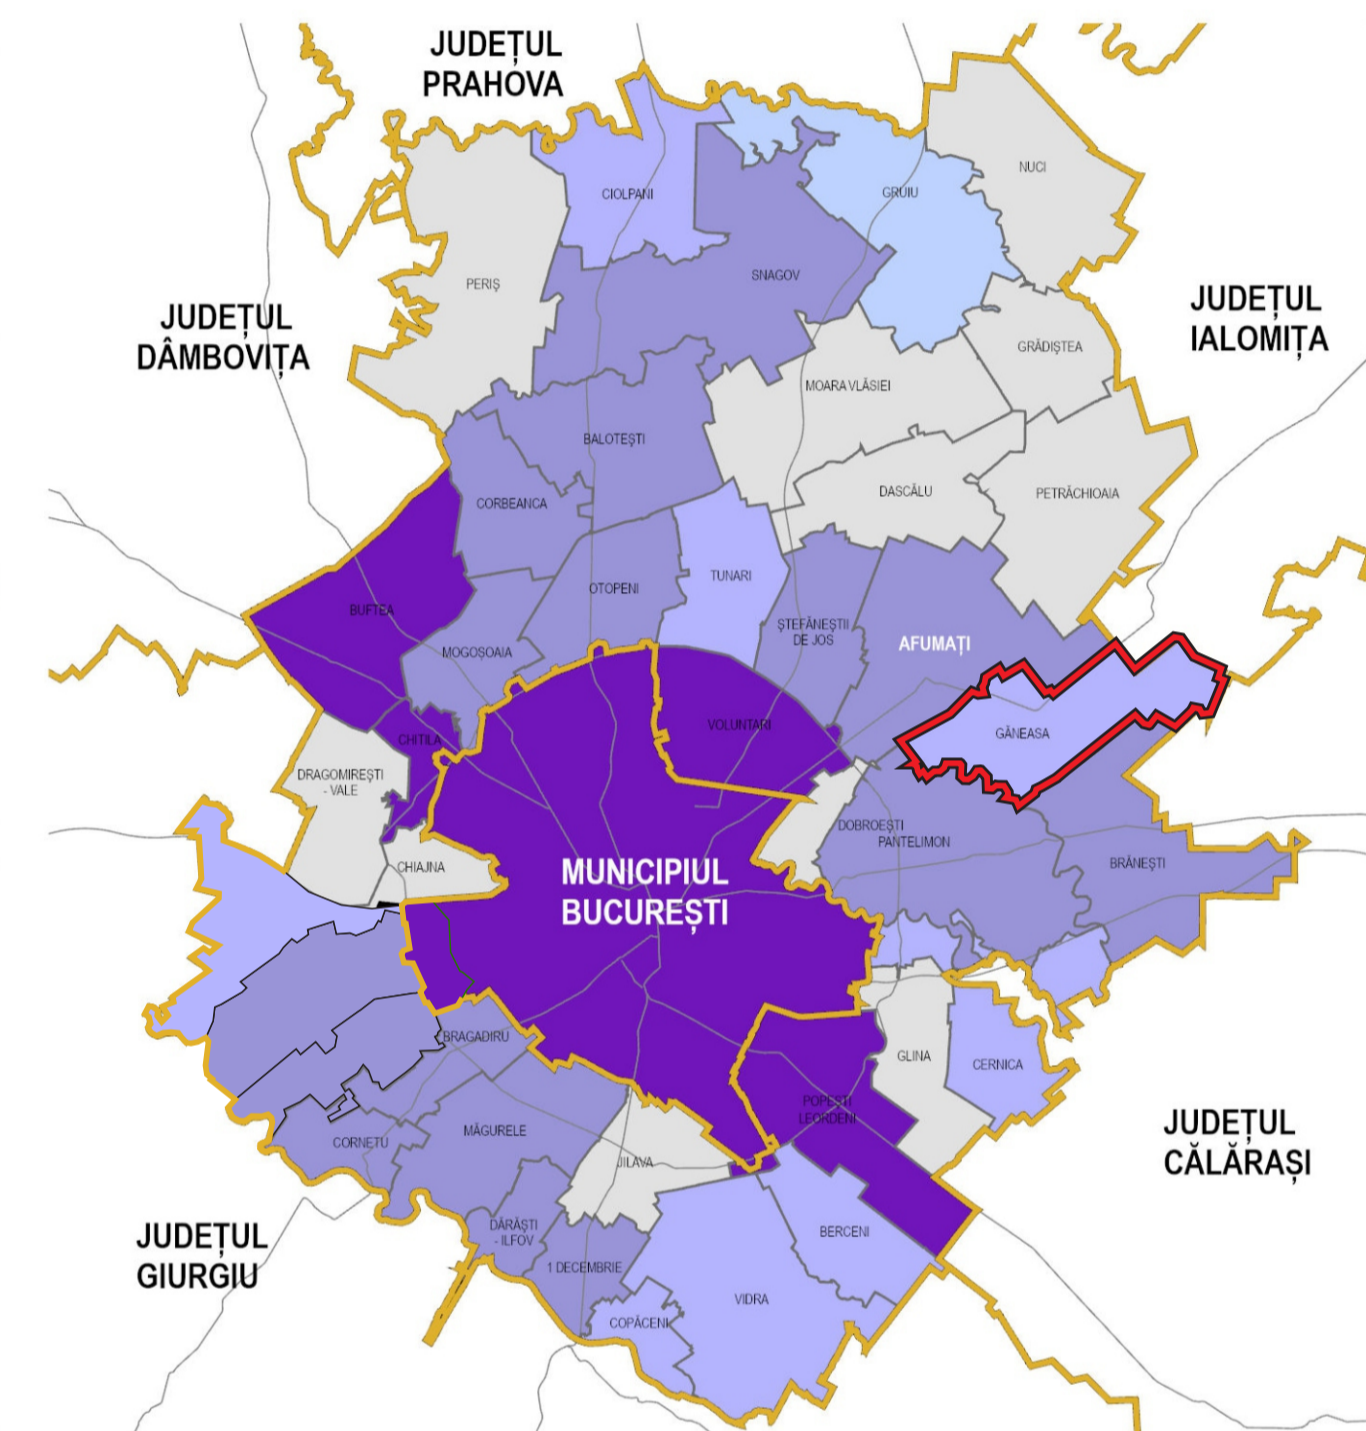 JUDEȚUL
PRAHOVA
NUCI
CIOLPANI
GRUIU
SNAGOV
PERIȘ
JUDEȚUL
IALOMIȚA
JUDEȚUL
DÂMBOVIȚA
GRĂDIȘTEA
MOARA VLĂSIEI
BALOTEȘTI
DASCĂLU
PETRĂCHIOAIA
CORBEANCA
TUNARI
OTOPENI
BUFTEA
ȘTEFĂNEȘTII
DE JOS
AFUMAȚI
MOGOȘOAIA
VOLUNTARI
GĂNEASA
CHITILA
DRAGOMIREȘTI
- VALE
DOBROEȘTI
PANTELIMON
BRĂNEȘTI
CHIAJNA
MUNICIPIUL
BUCUREȘTI
BRAGADIRU
GLINA
CERNICA
POPEȘTI
LEORDENI
JUDEȚUL
CĂLĂRAȘI
MĂGURELE
CORNETU
JILAVA
JUDEȚUL
GIURGIU
DĂRĂȘTI
- ILFOV
BERCENI
1 DECEMBRIE
VIDRA
COPĂCENI